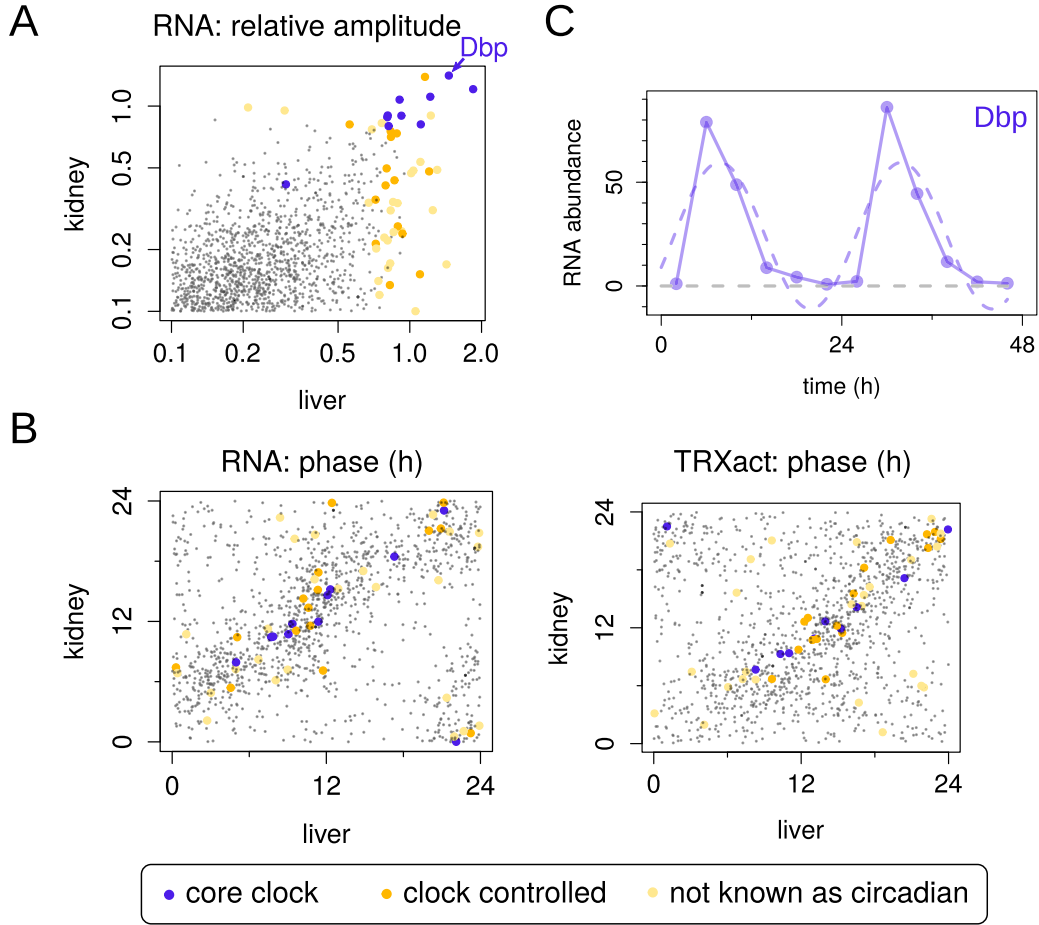 A
RNA: relative amplitude
Dbp
kidney
1.0
0.5
0.2
0.1
0.1 0.2 0.5 1.0 2.0
liver
C
Dbp
RNA abundance
50
0
0 24 48
time (h)
B
RNA: phase (h)
kidney
24
12
0
0 12 24
liver
TRXact: phase (h)
kidney
24
12
0
0 12 24
liver
core clock clock controlled not known as circadian